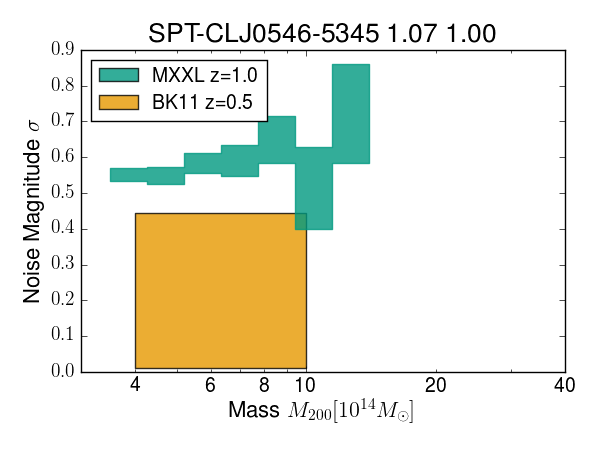 SPT-CLJ0546-5345 1.07 1.00
MXXL z=1.0
BK11 z=0.5
Noise Magnitude σ
0.9
0.8
0.7
0.6
0.5
0.4
0.3
0.2
0.1
0.0
4 6 8 10 20 40
Mass M₂₀₀[10¹⁴M☉]